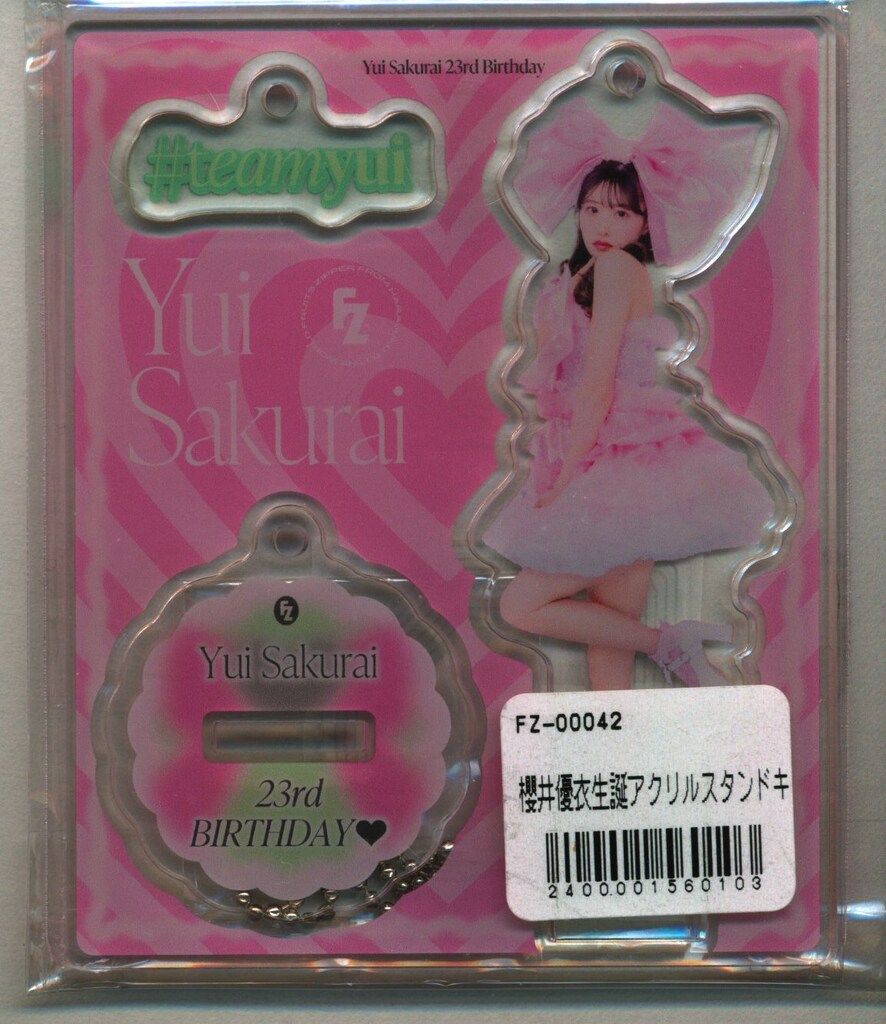 Yui Sakurai 23rd Birthday
#teamyui
Yui
Sakurai
FZ
FZ
Yui Sakurai
23rd
BIRTHDAY♥
FZ-00042
櫻井優衣生誕アクリルスタンドキ
2400001560103